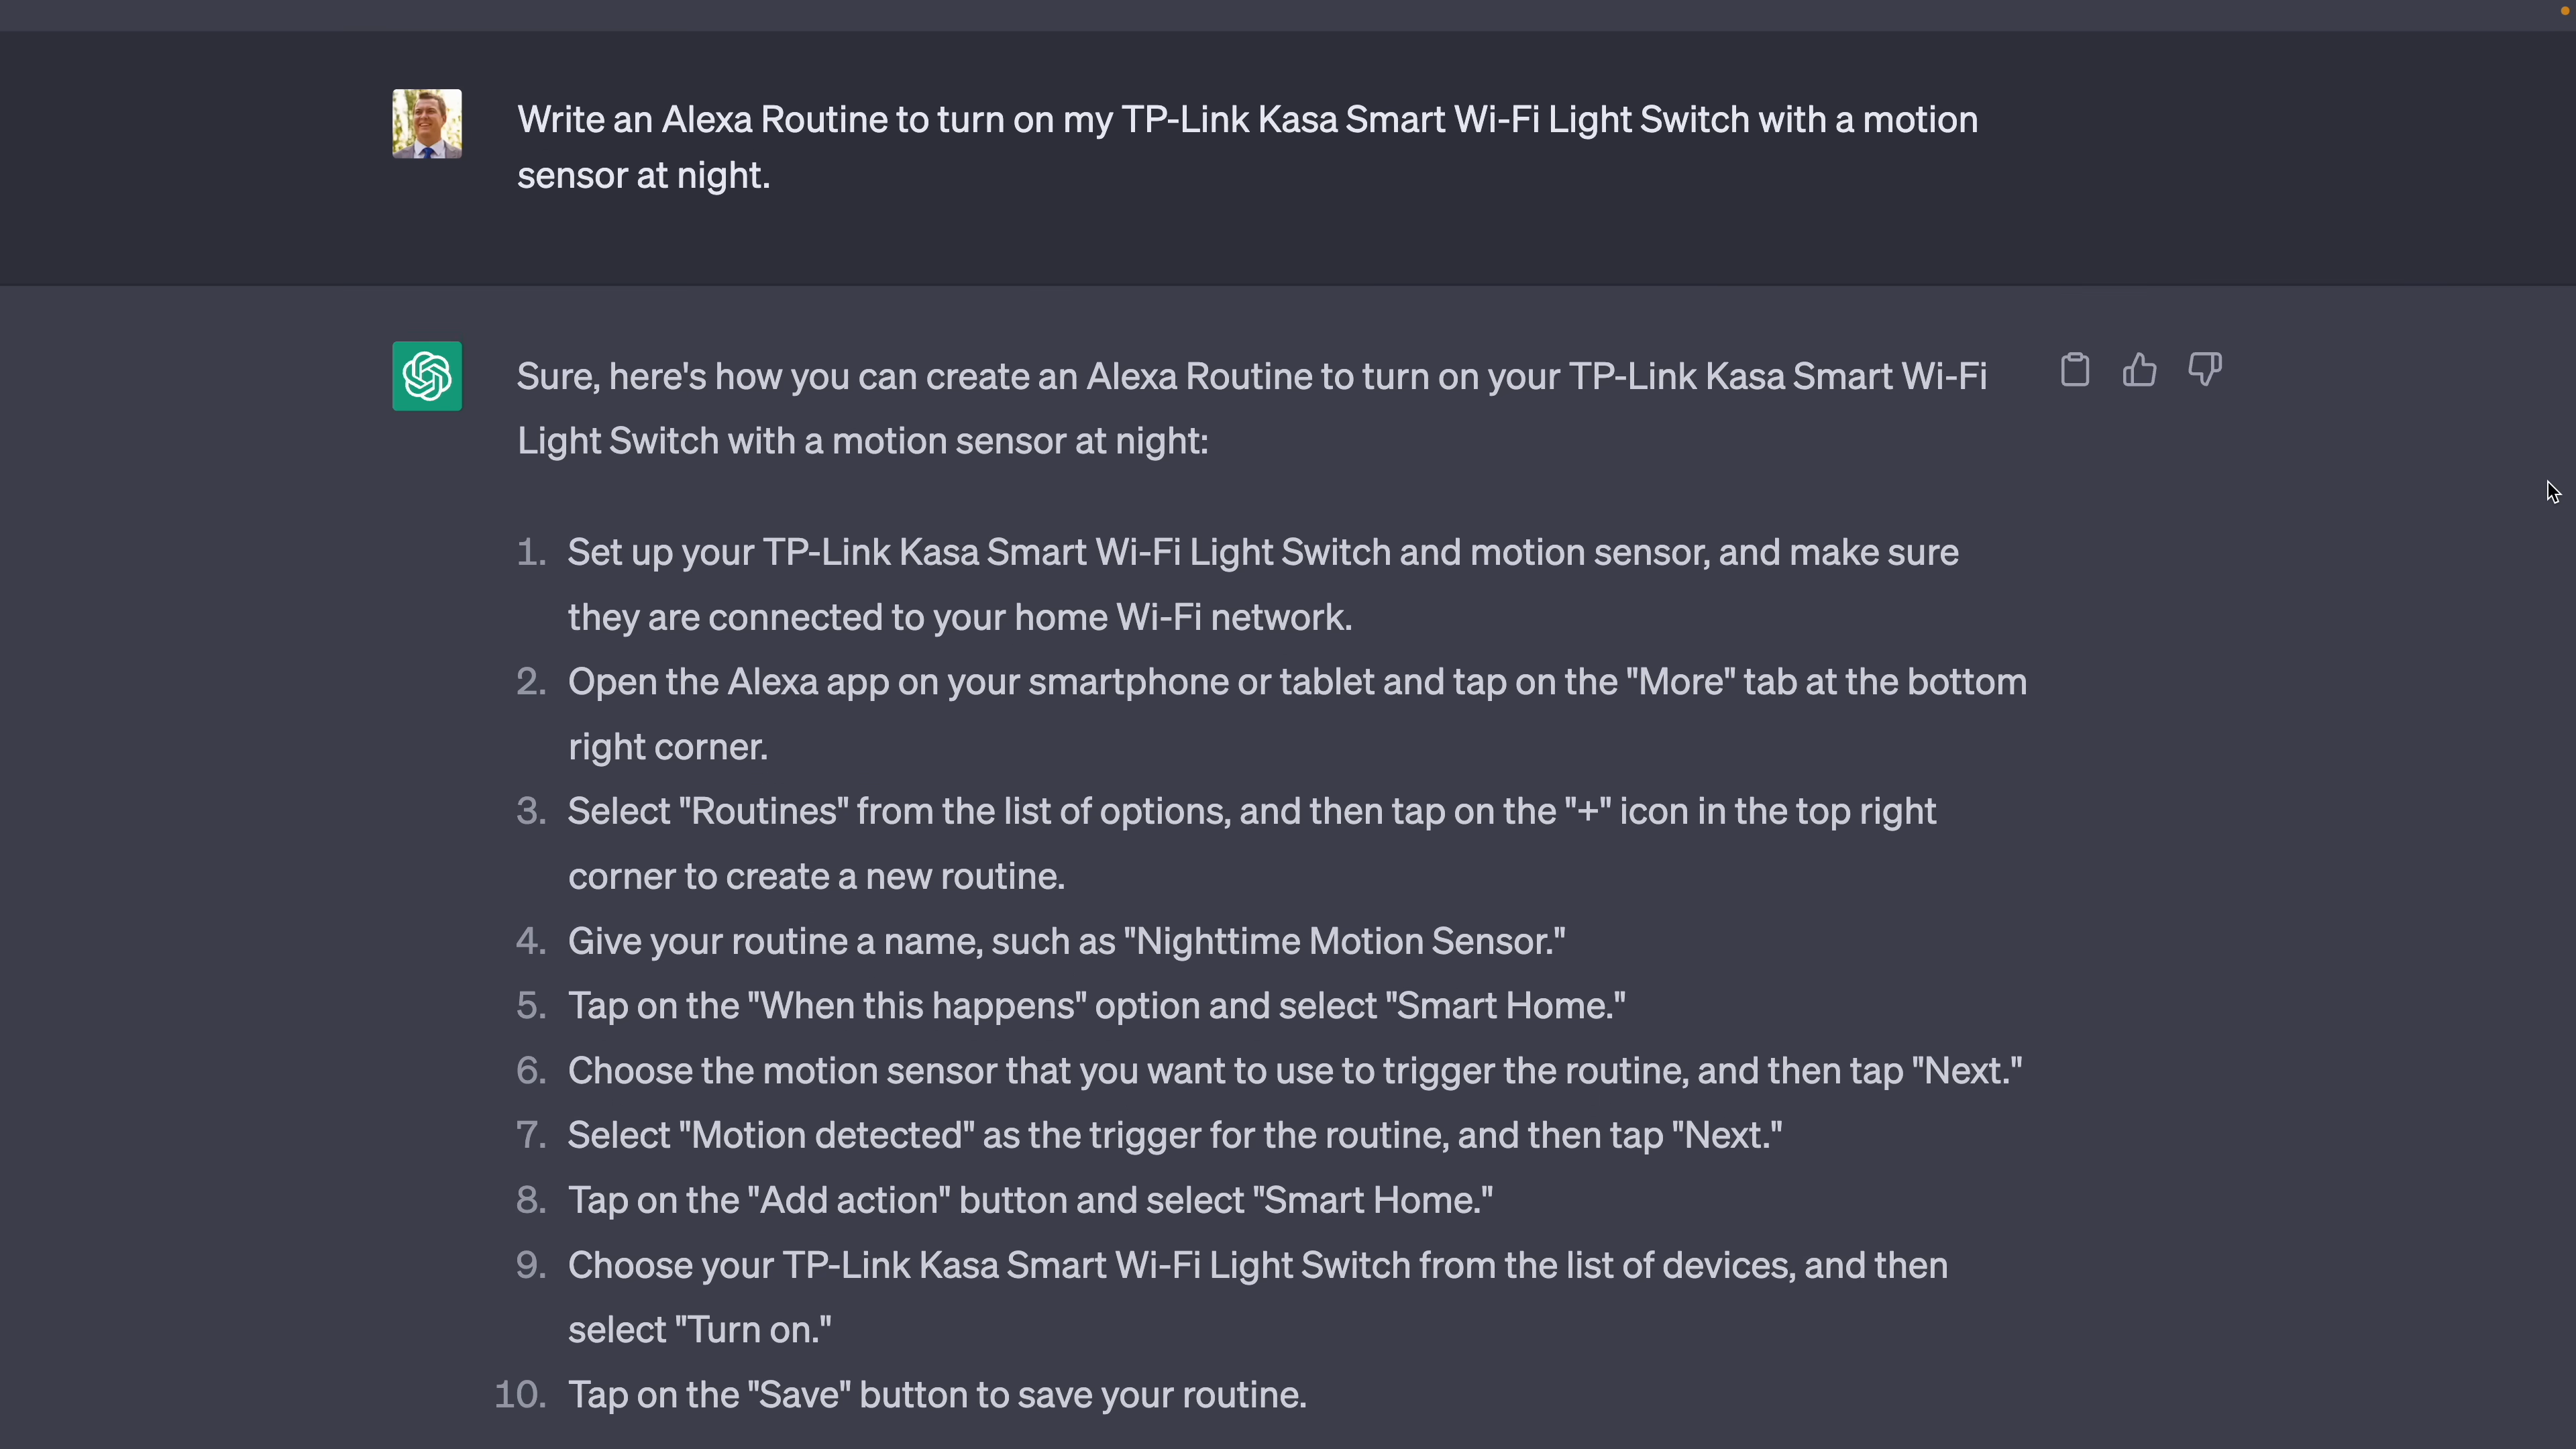 Write an Alexa Routine to turn on my TP-Link Kasa Smart Wi-Fi Light Switch with a motion
sensor at night.
Sure, here's how you can create an Alexa Routine to turn on your TP-Link Kasa Smart Wi-Fi
Light Switch with a motion sensor at night:
1. Set up your TP-Link Kasa Smart Wi-Fi Light Switch and motion sensor, and make sure
they are connected to your home Wi-Fi network.
2. Open the Alexa app on your smartphone or tablet and tap on the "More" tab at the bottom
right corner.
3. Select "Routines" from the list of options, and then tap on the "+" icon in the top right
corner to create a new routine.
4. Give your routine a name, such as "Nighttime Motion Sensor."
5. Tap on the "When this happens" option and select "Smart Home."
6. Choose the motion sensor that you want to use to trigger the routine, and then tap "Next."
7. Select "Motion detected" as the trigger for the routine, and then tap "Next."
8. Tap on the "Add action" button and select "Smart Home."
9. Choose your TP-Link Kasa Smart Wi-Fi Light Switch from the list of devices, and then
select "Turn on."
10. Tap on the "Save" button to save your routine.